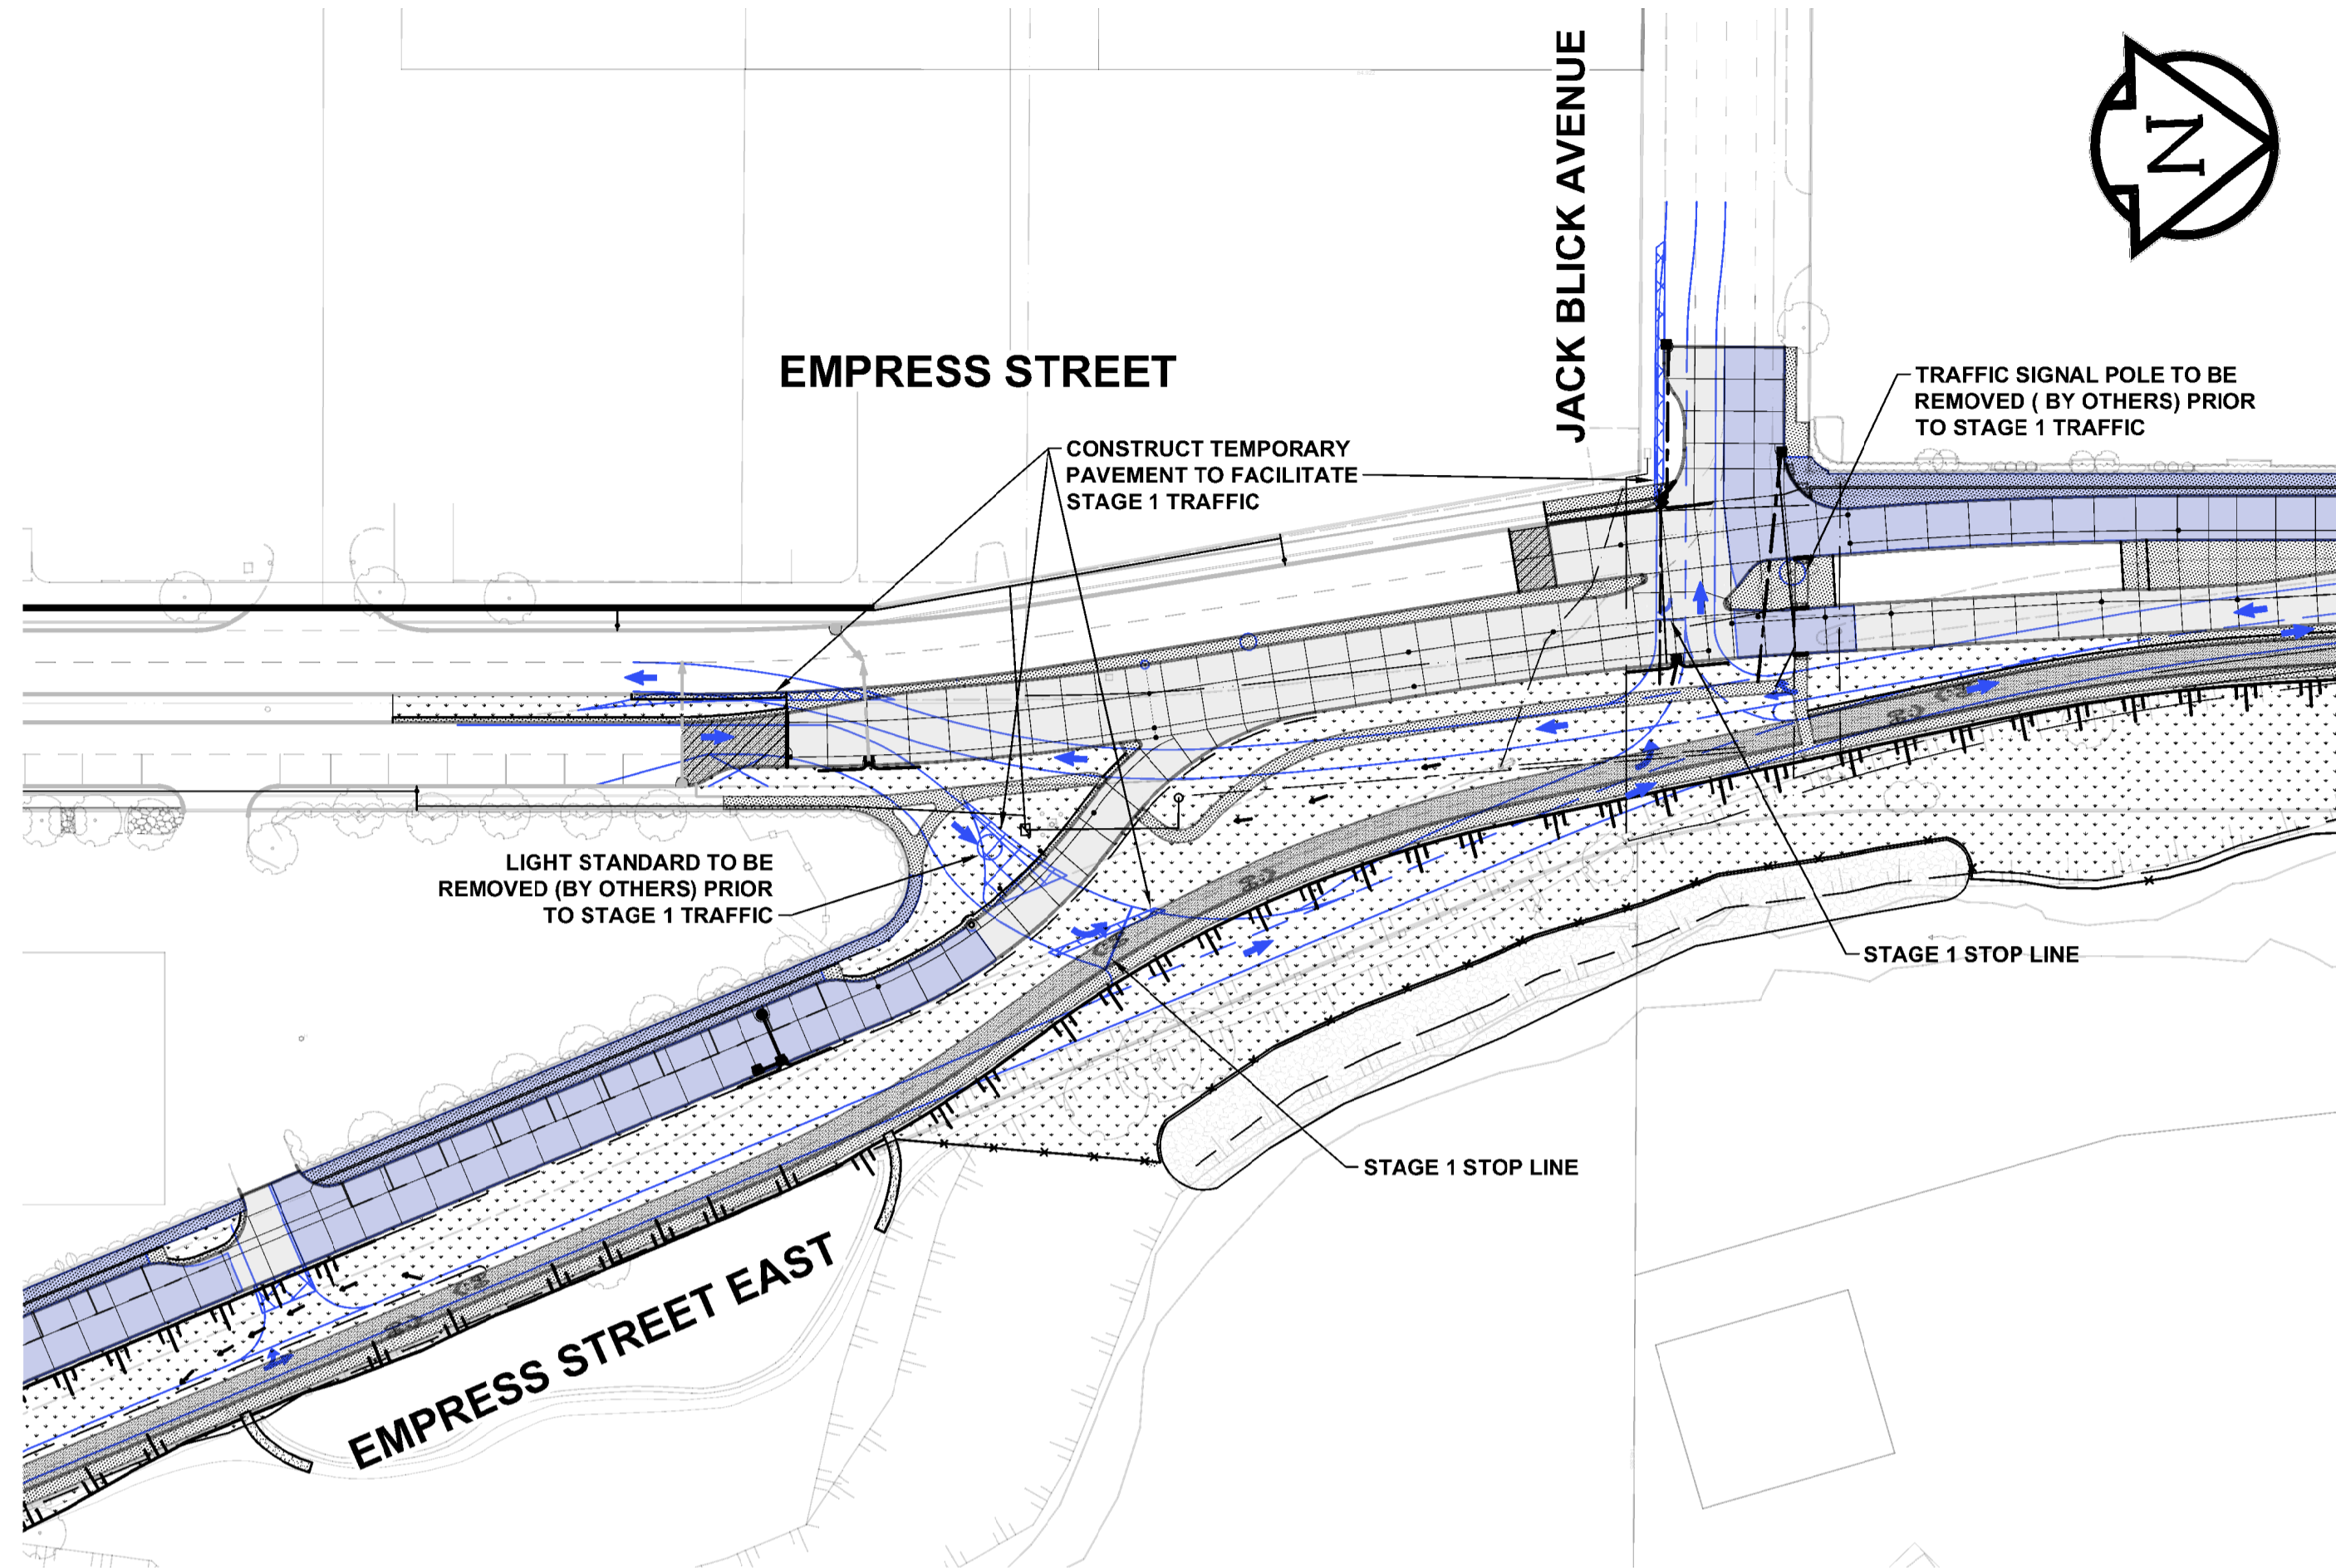 JACK BLICK AVENUE
N
EMPRESS STREET
TRAFFIC SIGNAL POLE TO BE
REMOVED ( BY OTHERS) PRIOR
TO STAGE 1 TRAFFIC
CONSTRUCT TEMPORARY
PAVEMENT TO FACILITATE
STAGE 1 TRAFFIC
LIGHT STANDARD TO BE
REMOVED (BY OTHERS) PRIOR
TO STAGE 1 TRAFFIC
STAGE 1 STOP LINE
STAGE 1 STOP LINE
EMPRESS STREET EAST